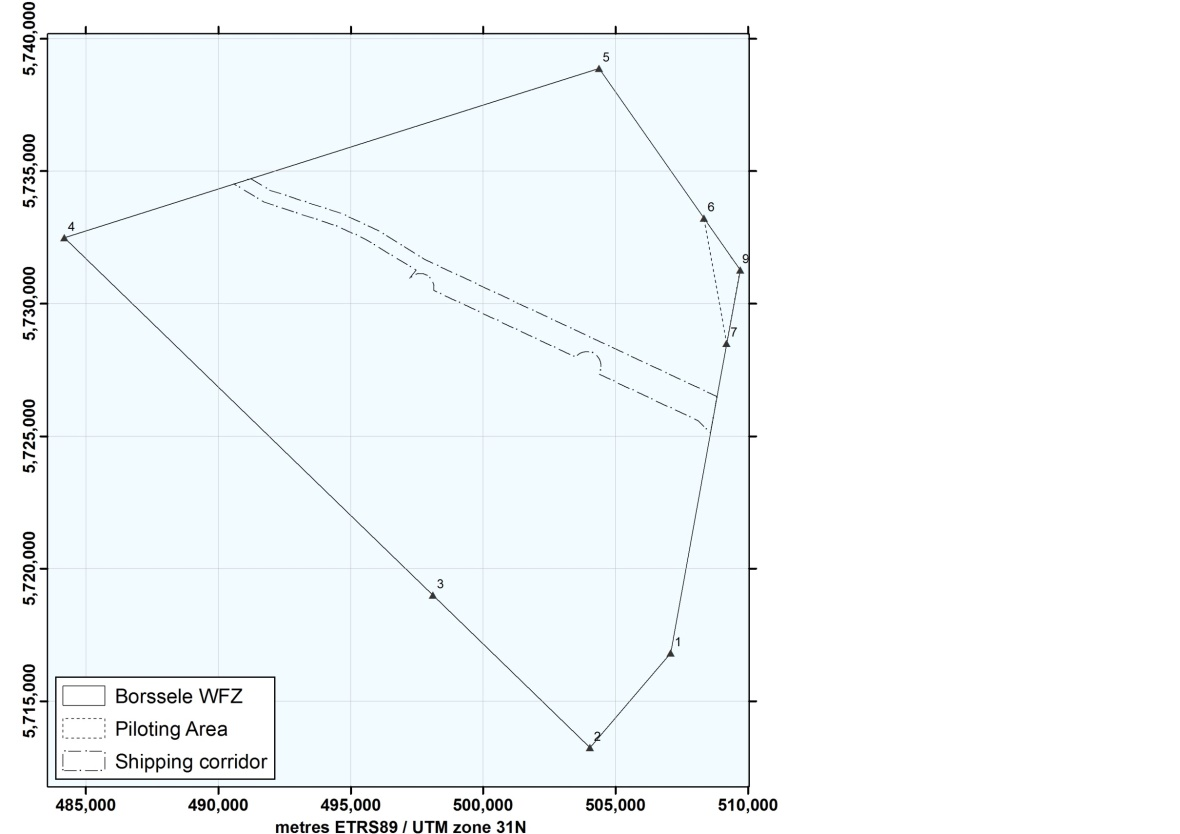 5,740,000
5,735,000
5,730,000
5,725,000
5,720,000
5,715,000
5
6
4
9
7
3
1
2
Borssele WFZ
Piloting Area
Shipping corridor
485,000 490,000 495,000 500,000 505,000 510,000
metres ETRS89 / UTM zone 31N